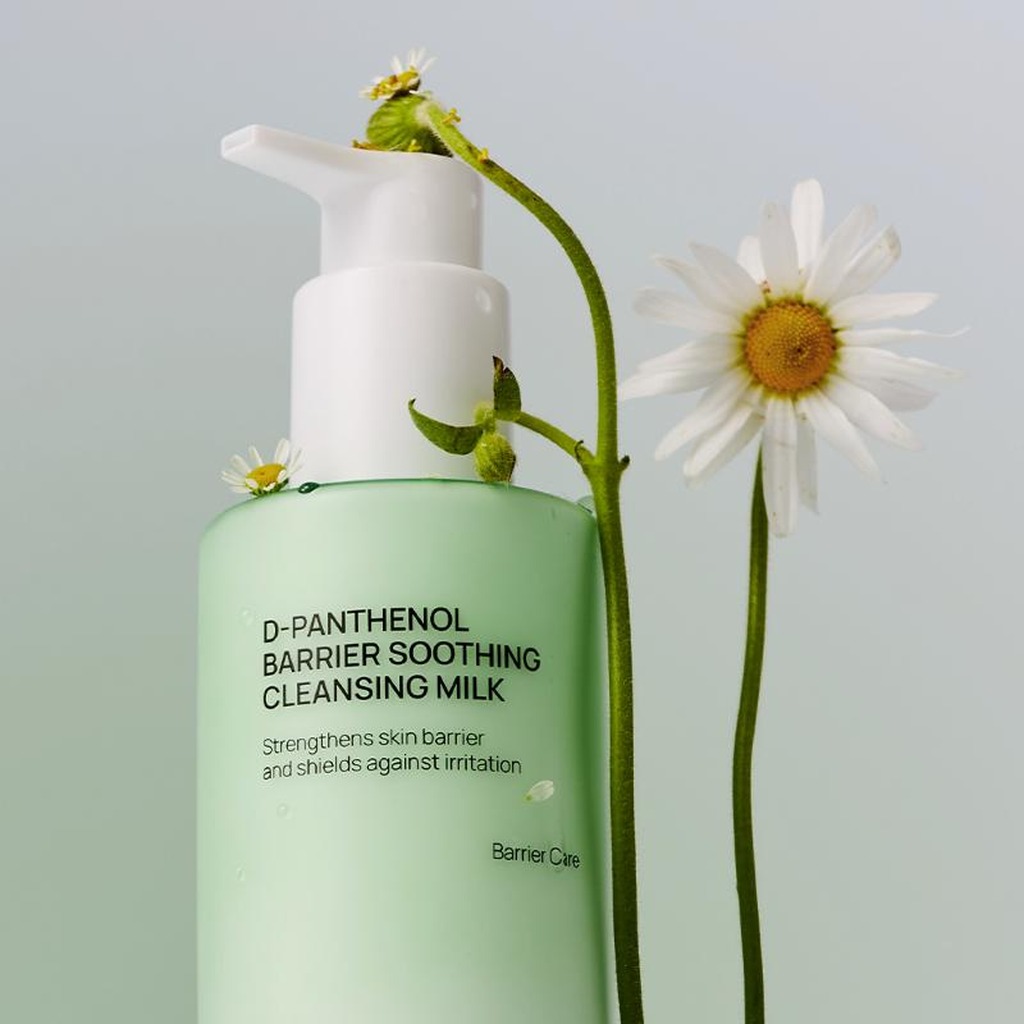 D-PANTHENOL
BARRIER SOOTHING
CLEANSING MILK
Strengthens skin barrier
and shields against irritation
Barrier Care